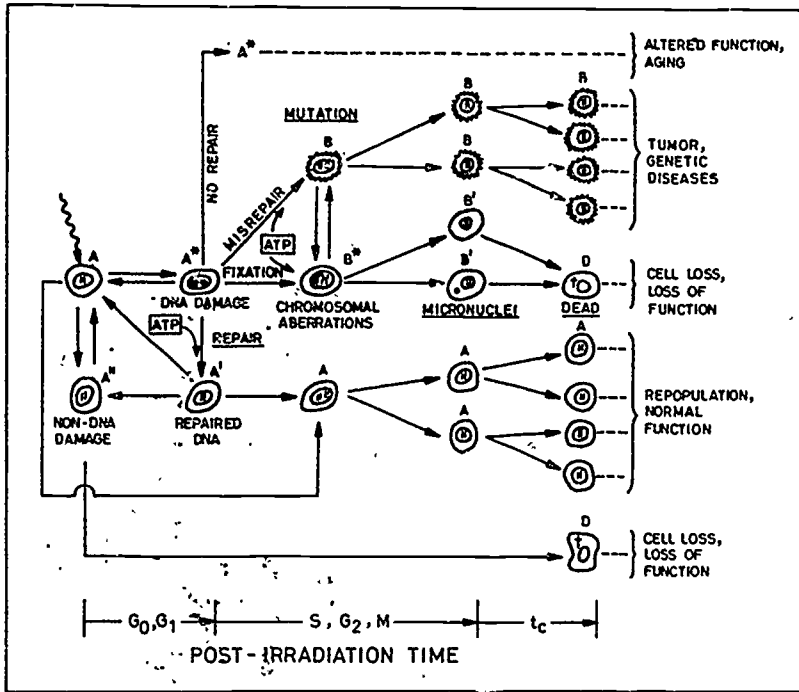 ALTERED FUNCTION,
AGING
A*
NO REPAIR
MUTATION
B
B
B
B
TUMOR,
GENETIC
DISEASES
MISREPAIR
ATP
B'
A
A*
FIXATION
B*
B'
D
CELL LOSS,
LOSS OF
FUNCTION
DNA DAMAGE
CHROMOSOMAL
ABERRATIONS
MICRONUCLEI
DEAD
ATP
REPAIR
A"
A'
A
A
A
A
NON-DNA
DAMAGE
REPAIRED
DNA
REPOPULATION,
NORMAL
FUNCTION
D
CELL LOSS,
LOSS OF
FUNCTION
G0,G1
S, G2, M
tc
POST-IRRADIATION TIME